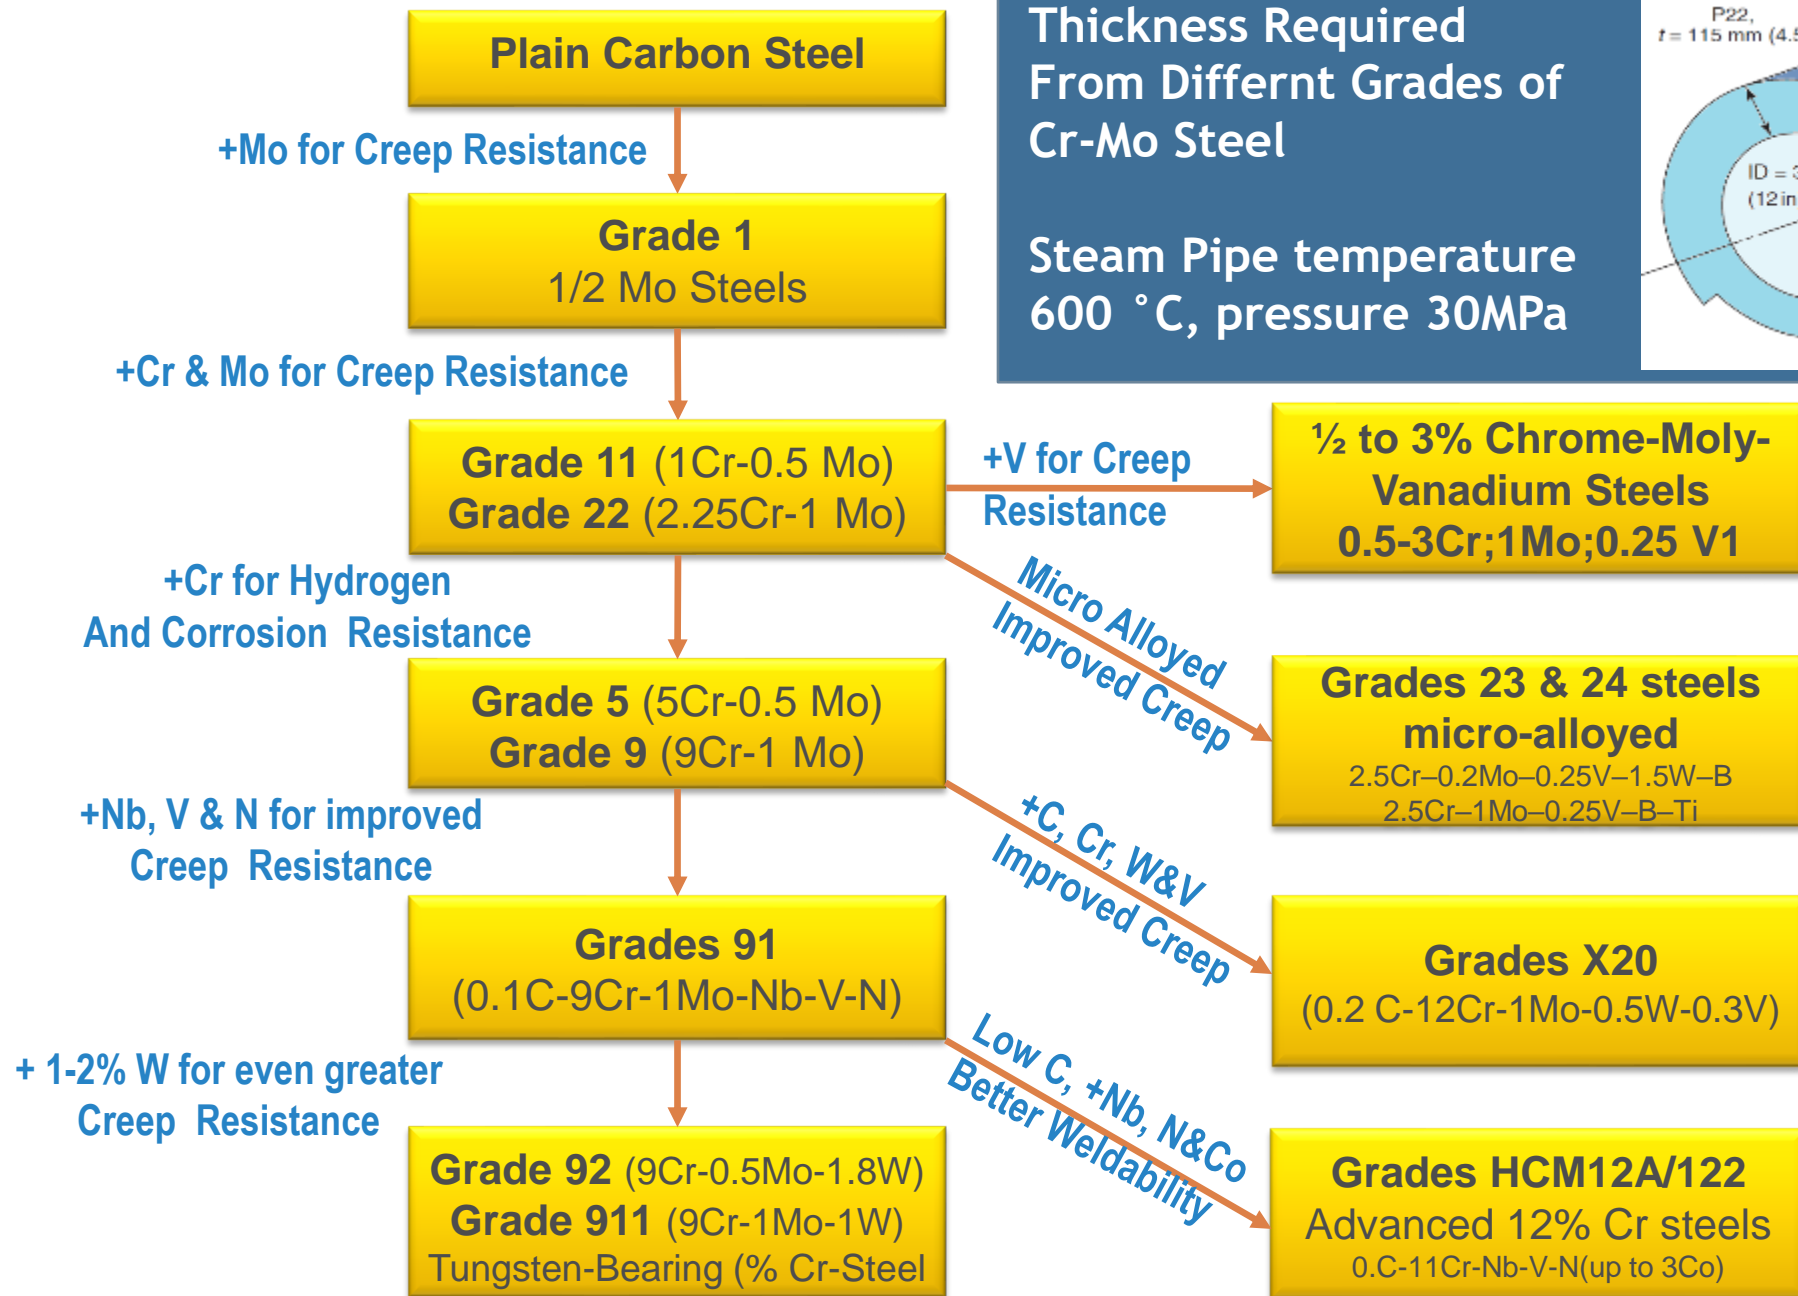 Plain Carbon Steel
+Mo for Creep Resistance
Grade 1
1/2 Mo Steels
+Cr & Mo for Creep Resistance
Grade 11 (1Cr-0.5 Mo)
Grade 22 (2.25Cr-1 Mo)
+Cr for Hydrogen
And Corrosion Resistance
Grade 5 (5Cr-0.5 Mo)
Grade 9 (9Cr-1 Mo)
+Nb, V & N for improved
Creep Resistance
Grades 91
(0.1C-9Cr-1Mo-Nb-V-N)
+ 1-2% W for even greater
Creep Resistance
Grade 92 (9Cr-0.5Mo-1.8W)
Grade 911 (9Cr-1Mo-1W)
Tungsten-Bearing (% Cr-Steel
Thickness Required
From Differnt Grades of
Cr-Mo Steel
Steam Pipe temperature
600 °C, pressure 30MPa
P22,
t = 115 mm (4.5
ID = 3
(12 in
+V for Creep
Resistance
½ to 3% Chrome-Moly-
Vanadium Steels
0.5-3Cr;1Mo;0.25 V1
Micro Alloyed
Improved Creep
Grades 23 & 24 steels
micro-alloyed
2.5Cr–0.2Mo–0.25V–1.5W–B
2.5Cr–1Mo–0.25V–B–Ti
+C, Cr, W&V
Improved Creep
Grades X20
(0.2 C-12Cr-1Mo-0.5W-0.3V)
Low C, +Nb, N&Co
Better Weldability
Grades HCM12A/122
Advanced 12% Cr steels
0.C-11Cr-Nb-V-N(up to 3Co)